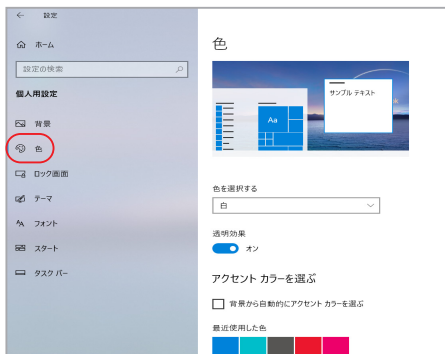 設定
ホーム
設定の検索
個人用設定
背景
色
ロック画面
テーマ
フォント
スタート
タスク バー
色
サンプル テキスト
Aa
色を選択する
白
透明効果
オン
アクセント カラーを選ぶ
背景から自動的にアクセント カラーを選ぶ
最近使用した色